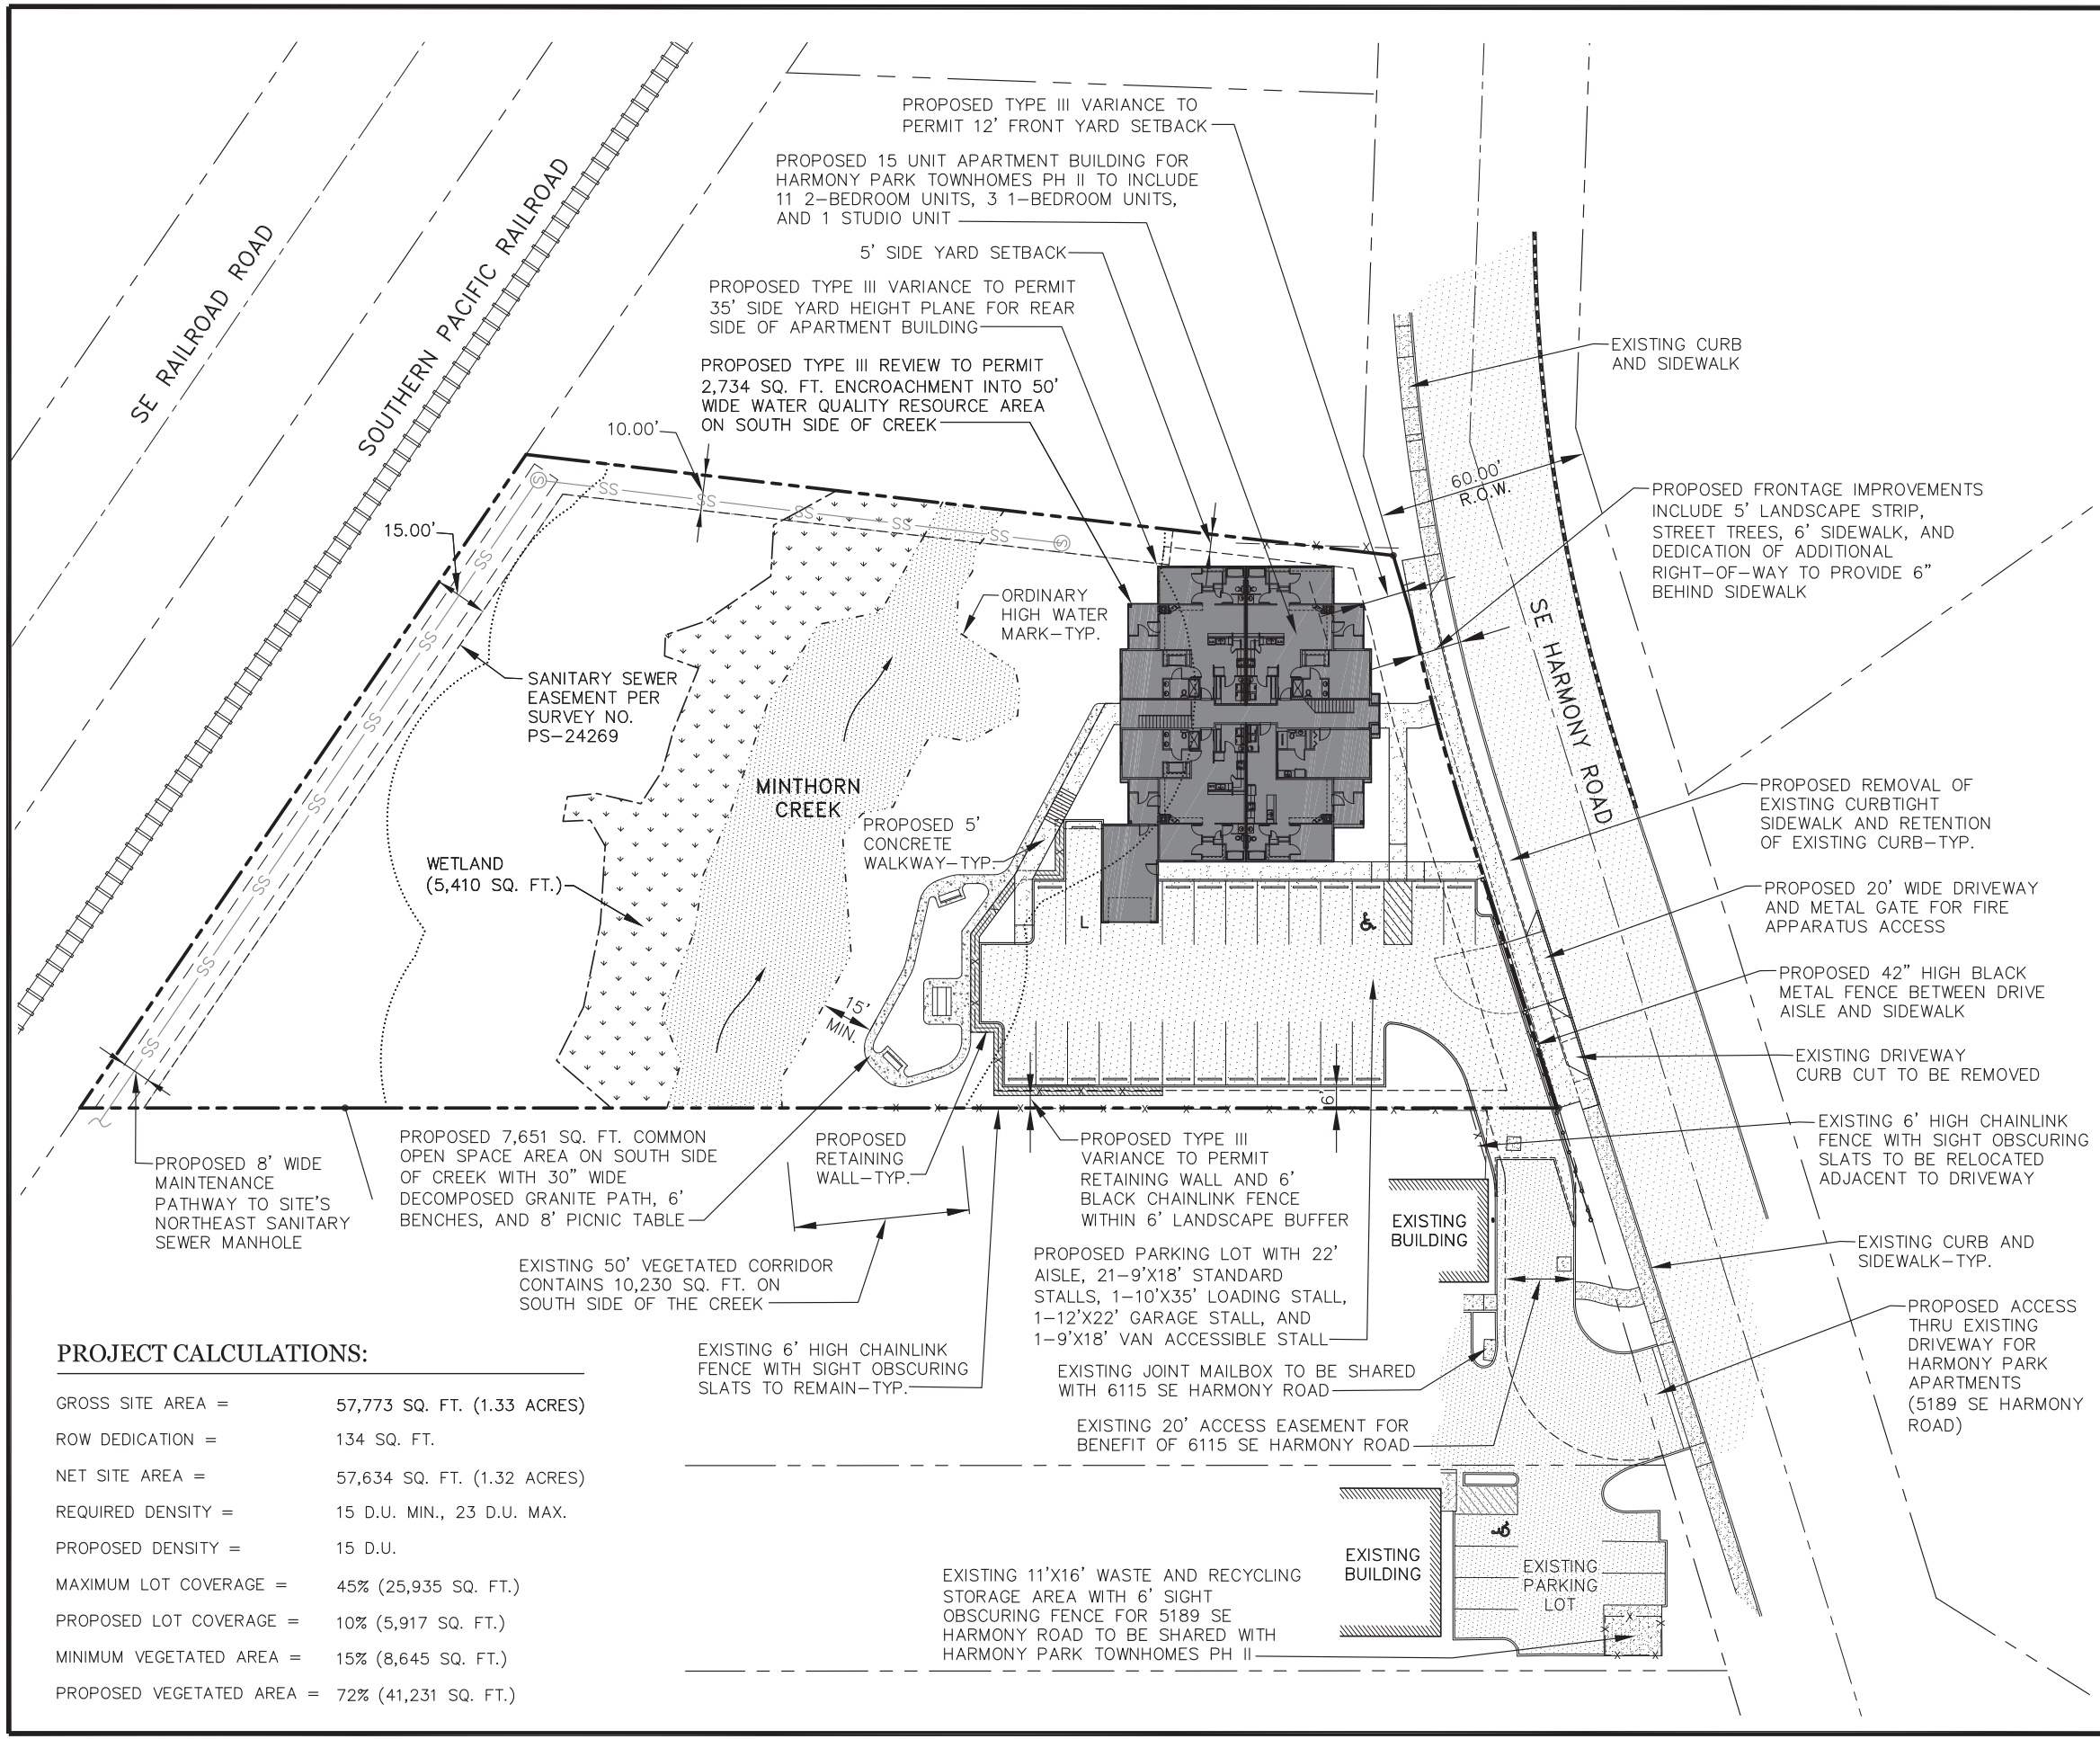 PROPOSED TYPE III VARIANCE TO
PERMIT 12' FRONT YARD SETBACK
PROPOSED 15 UNIT APARTMENT BUILDING FOR
HARMONY PARK TOWNHOMES PH II TO INCLUDE
11 2-BEDROOM UNITS, 3 1-BEDROOM UNITS,
AND 1 STUDIO UNIT
5' SIDE YARD SETBACK
PROPOSED TYPE III VARIANCE TO PERMIT
35' SIDE YARD HEIGHT PLANE FOR REAR
SIDE OF APARTMENT BUILDING
PROPOSED TYPE III REVIEW TO PERMIT
2,734 SQ. FT. ENCROACHMENT INTO 50'
WIDE WATER QUALITY RESOURCE AREA
ON SOUTH SIDE OF CREEK
SE RAILROAD ROAD
SOUTHERN PACIFIC RAILROAD
10.00'
15.00'
SS
SS
SS
SS
SS
SS
SS
SS
SS
SS
SS
SS
S
S
EXISTING CURB
AND SIDEWALK
60.00'
R.O.W.
PROPOSED FRONTAGE IMPROVEMENTS
INCLUDE 5' LANDSCAPE STRIP,
STREET TREES, 6' SIDEWALK, AND
DEDICATION OF ADDITIONAL
RIGHT-OF-WAY TO PROVIDE 6"
BEHIND SIDEWALK
SE HARMONY ROAD
ORDINARY
HIGH WATER
MARK-TYP.
SANITARY SEWER
EASEMENT PER
SURVEY NO.
PS-24269
MINTHORN
CREEK
PROPOSED 5'
CONCRETE
WALKWAY-TYP.
WETLAND
(5,410 SQ. FT.)
L
15'
MIN.
6'
PROPOSED REMOVAL OF
EXISTING CURBTIGHT
SIDEWALK AND RETENTION
OF EXISTING CURB-TYP.
PROPOSED 20' WIDE DRIVEWAY
AND METAL GATE FOR FIRE
APPARATUS ACCESS
PROPOSED 42" HIGH BLACK
METAL FENCE BETWEEN DRIVE
AISLE AND SIDEWALK
EXISTING DRIVEWAY
CURB CUT TO BE REMOVED
EXISTING 6' HIGH CHAINLINK
FENCE WITH SIGHT OBSCURING
SLATS TO BE RELOCATED
ADJACENT TO DRIVEWAY
EXISTING CURB AND
SIDEWALK-TYP.
PROPOSED ACCESS
THRU EXISTING
DRIVEWAY FOR
HARMONY PARK
APARTMENTS
(5189 SE HARMONY
ROAD)
PROPOSED 8' WIDE
MAINTENANCE
PATHWAY TO SITE'S
NORTHEAST SANITARY
SEWER MANHOLE
PROPOSED 7,651 SQ. FT. COMMON
OPEN SPACE AREA ON SOUTH SIDE
OF CREEK WITH 30" WIDE
DECOMPOSED GRANITE PATH, 6'
BENCHES, AND 8' PICNIC TABLE
PROPOSED
RETAINING
WALL-TYP.
PROPOSED TYPE III
VARIANCE TO PERMIT
RETAINING WALL AND 6'
BLACK CHAINLINK FENCE
WITHIN 6' LANDSCAPE BUFFER
EXISTING
BUILDING
EXISTING 50' VEGETATED CORRIDOR
CONTAINS 10,230 SQ. FT. ON
SOUTH SIDE OF THE CREEK
PROPOSED PARKING LOT WITH 22'
AISLE, 21-9'X18' STANDARD
STALLS, 1-10'X35' LOADING STALL,
1-12'X22' GARAGE STALL, AND
1-9'X18' VAN ACCESSIBLE STALL
EXISTING 6' HIGH CHAINLINK
FENCE WITH SIGHT OBSCURING
SLATS TO REMAIN-TYP.
EXISTING JOINT MAILBOX TO BE SHARED
WITH 6115 SE HARMONY ROAD
EXISTING 20' ACCESS EASEMENT FOR
BENEFIT OF 6115 SE HARMONY ROAD
EXISTING 11'X16' WASTE AND RECYCLING
STORAGE AREA WITH 6' SIGHT
OBSCURING FENCE FOR 5189 SE
HARMONY ROAD TO BE SHARED WITH
HARMONY PARK TOWNHOMES PH II
EXISTING
BUILDING
EXISTING
PARKING
LOT
PROJECT CALCULATIONS:
GROSS SITE AREA = 57,773 SQ. FT. (1.33 ACRES)
ROW DEDICATION = 134 SQ. FT.
NET SITE AREA = 57,634 SQ. FT. (1.32 ACRES)
REQUIRED DENSITY = 15 D.U. MIN., 23 D.U. MAX.
PROPOSED DENSITY = 15 D.U.
MAXIMUM LOT COVERAGE = 45% (25,935 SQ. FT.)
PROPOSED LOT COVERAGE = 10% (5,917 SQ. FT.)
MINIMUM VEGETATED AREA = 15% (8,645 SQ. FT.)
PROPOSED VEGETATED AREA = 72% (41,231 SQ. FT.)